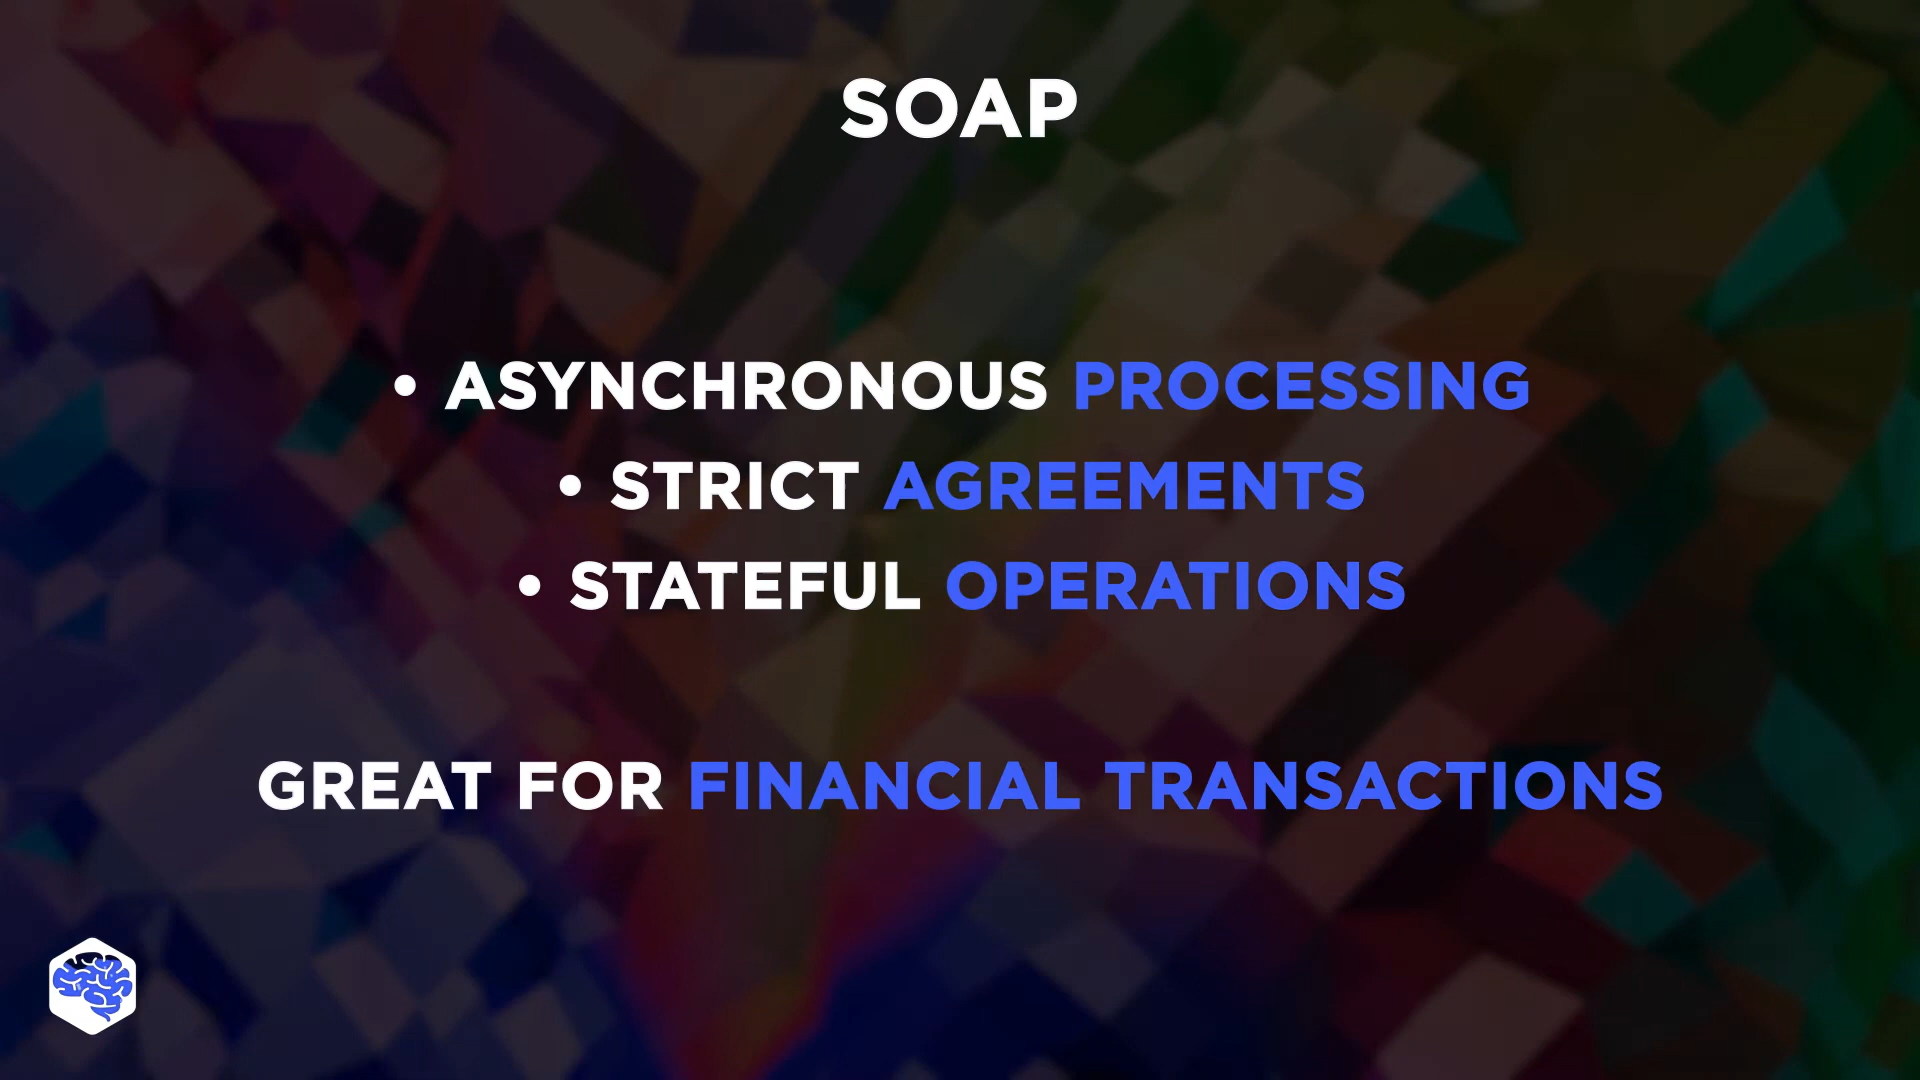 SOAP
• ASYNCHRONOUS PROCESSING
• STRICT AGREEMENTS
• STATEFUL OPERATIONS
GREAT FOR FINANCIAL TRANSACTIONS